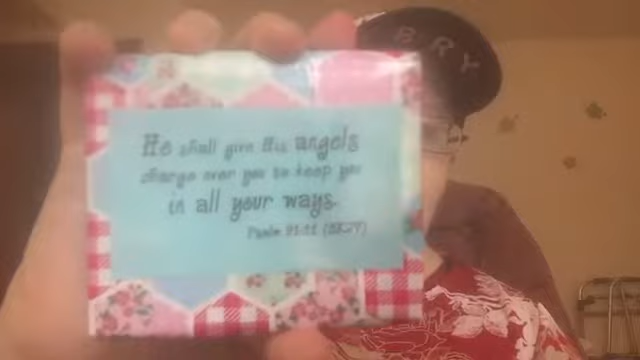 BRY
He shall give His angels
charge over you to keep you
in all your ways.
Psalm 91:11 (NKJV)